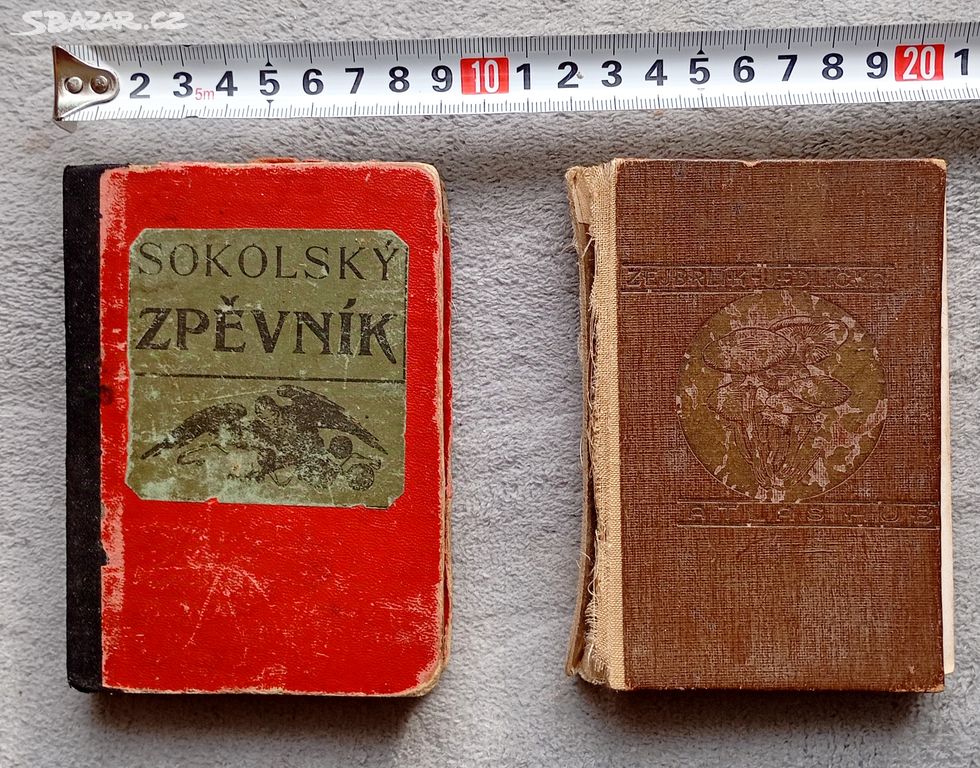 SBAZAR.CZ
2 3 4 5 6 7 8 9 10 1 2 3 4 5 6 7 8 9 20 1
5m
SOKOLSKÝ
ZPĚVNÍK
ATLAS HUB